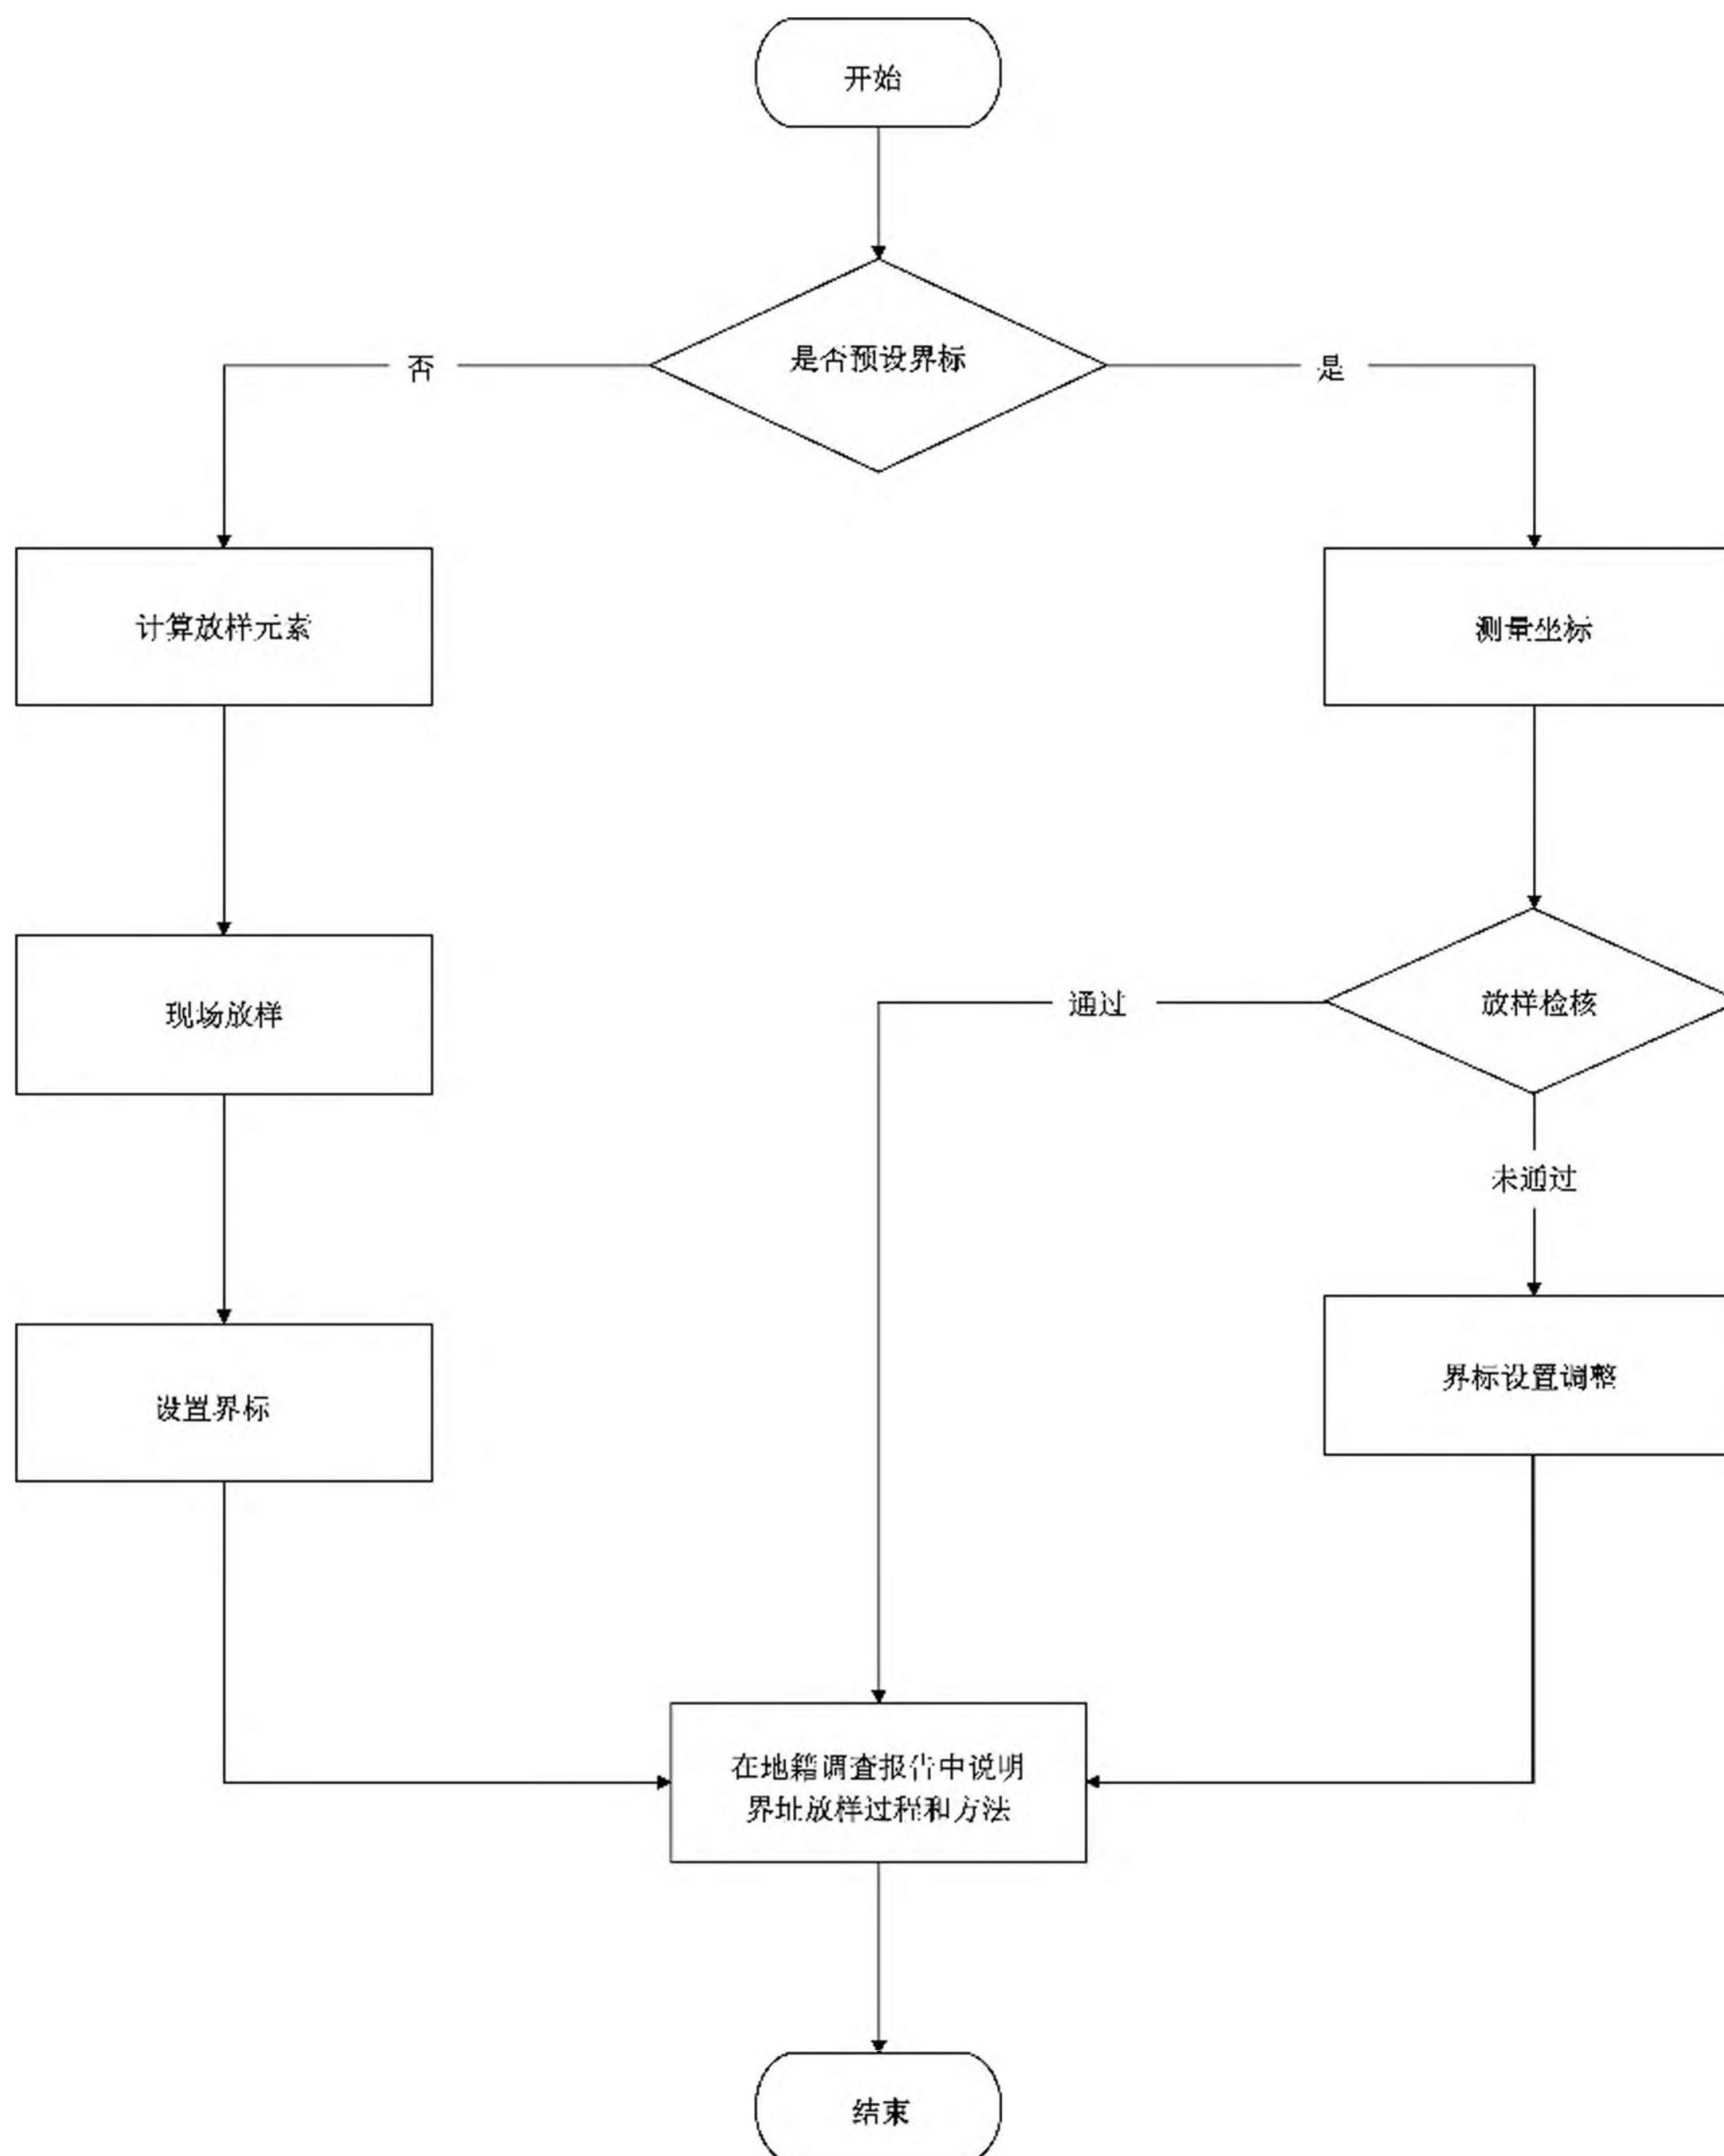 开始
是否预设界标
否
是
计算放样元素
测量坐标
现场放样
通过
放样检核
未通过
设置界标
界标设置调整
在地籍调查报告中说明
界址放样过程和方法
结束